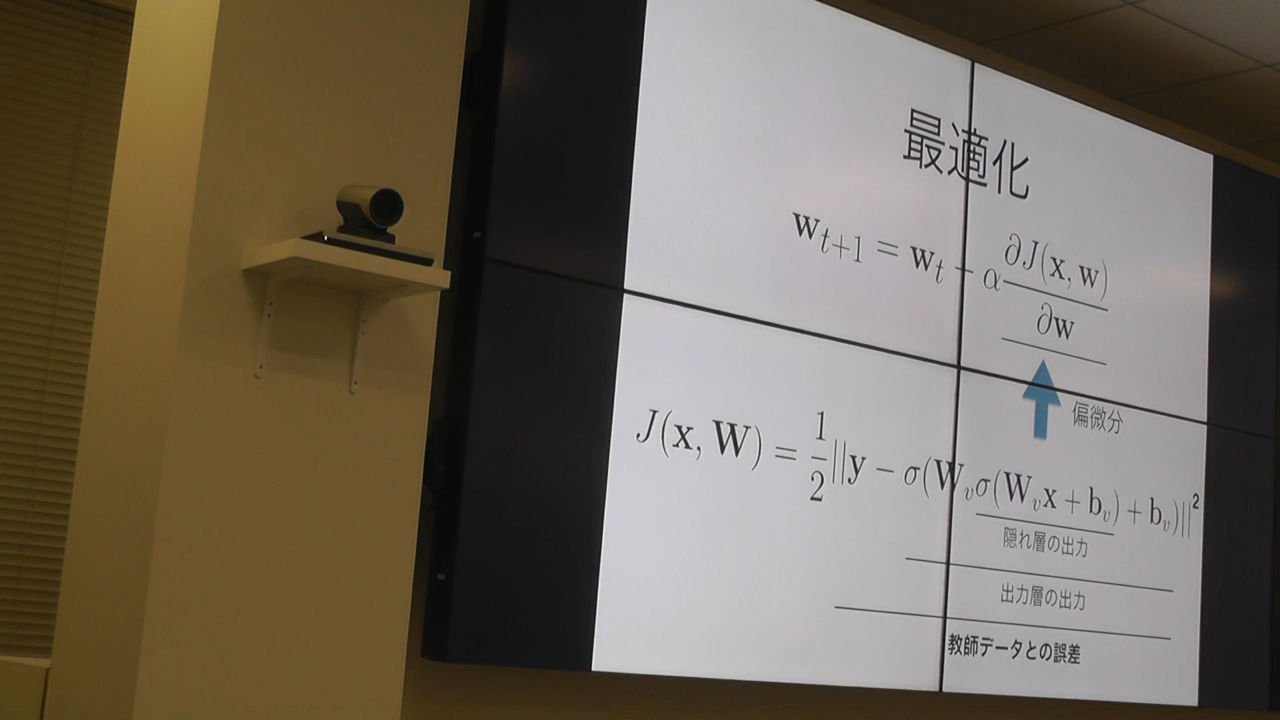 最適化
w_{t+1} = w_t - α ∂J(x, w) / ∂w
偏微分
J(x, W) = 1/2 ||y − σ(W_v σ(W_v x + b_v) + b_v)||²
隠れ層の出力
出力層の出力
教師データとの誤差